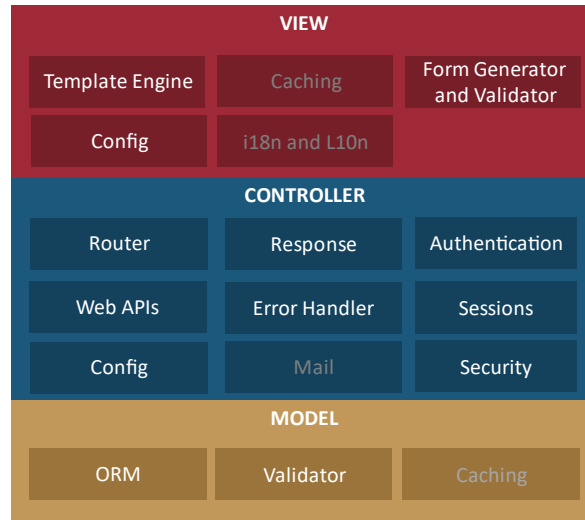 VIEW
Template Engine
Caching
Form Generator
and Validator
Config
i18n and L10n
CONTROLLER
Router
Response
Authentication
Web APIs
Error Handler
Sessions
Config
Mail
Security
MODEL
ORM
Validator
Caching